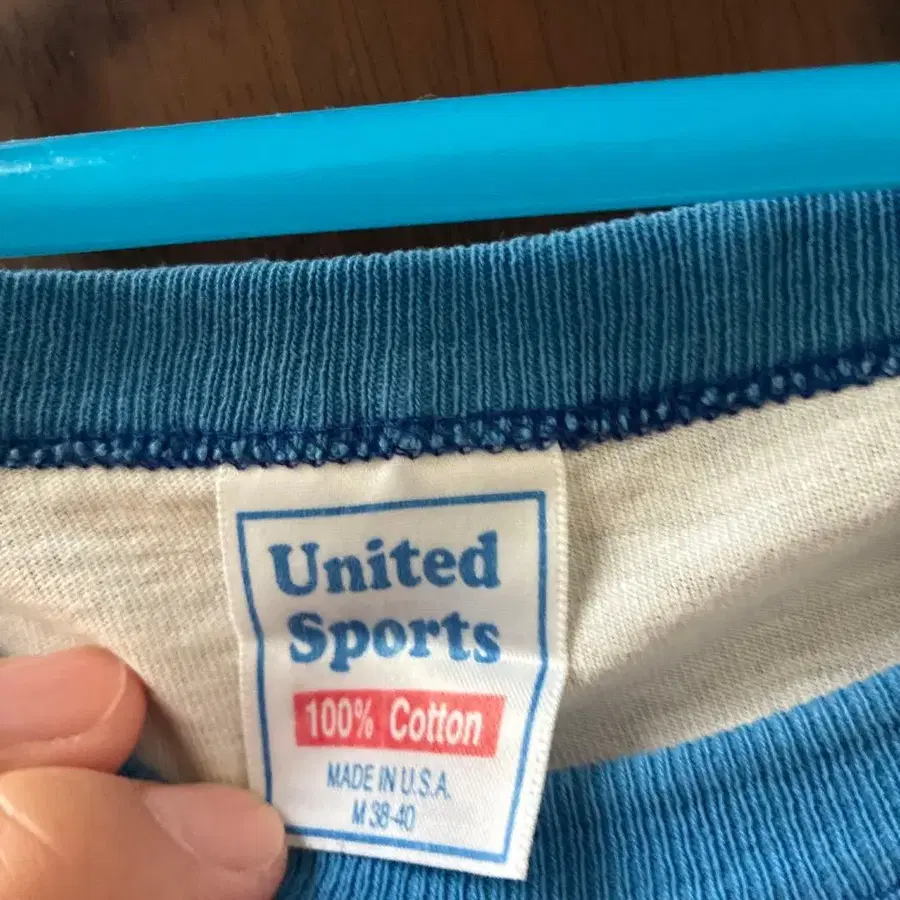 United
Sports
100% Cotton
MADE IN U.S.A.
M 38-40